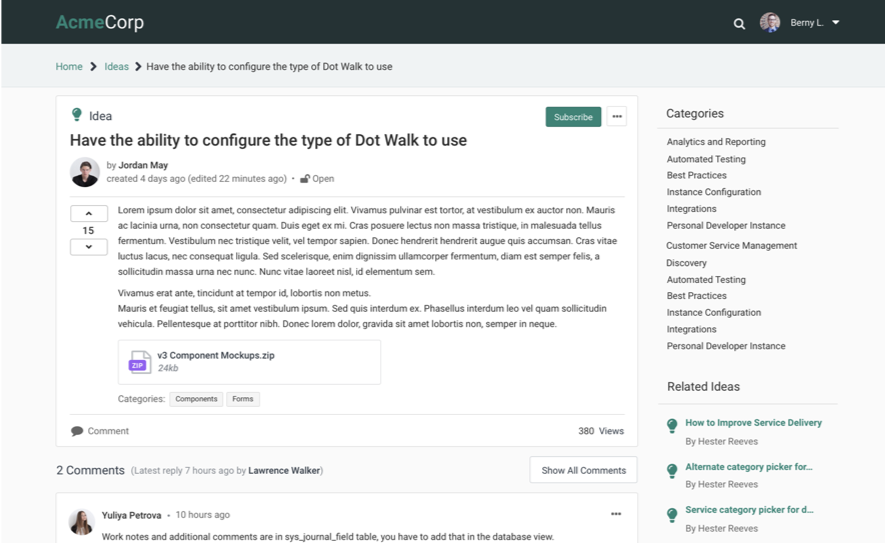 AcmeCorp
Berny L.
Home > Ideas > Have the ability to configure the type of Dot Walk to use
Idea
Subscribe
Have the ability to configure the type of Dot Walk to use
by Jordan May
created 4 days ago (edited 22 minutes ago) • Open
15
Lorem ipsum dolor sit amet, consectetur adipiscing elit. Vivamus pulvinar est tortor, at vestibulum ex auctor non. Mauris
ac lacinia urna, non consectetur quam. Duis eget ex mi. Cras posuere lectus non massa tristique, in malesuada tellus
fermentum. Vestibulum nec tristique velit, vel tempor sapien. Donec hendrerit hendrerit augue quis accumsan. Cras vitae
luctus lacus, nec consequat ligula. Sed scelerisque, enim dignissim ullamcorper fermentum, diam est semper felis, a
sollicitudin massa urna nec nunc. Nunc vitae laoreet nisl, id elementum sem.
Vivamus erat ante, tincidunt at tempor id, lobortis non metus.
Mauris et feugiat tellus, sit amet vestibulum ipsum. Sed quis interdum ex. Phasellus interdum leo vel quam sollicitudin
vehicula. Pellentesque at porttitor nibh. Donec lorem dolor, gravida sit amet lobortis non, semper in neque.
ZIP
v3 Component Mockups.zip
24kb
Categories: Components Forms
Comment
380 Views
2 Comments (Latest reply 7 hours ago by Lawrence Walker)
Show All Comments
Yuliya Petrova • 10 hours ago
Work notes and additional comments are in sys_journal_field table, you have to add that in the database view.
Categories
Analytics and Reporting
Automated Testing
Best Practices
Instance Configuration
Integrations
Personal Developer Instance
Customer Service Management
Discovery
Automated Testing
Best Practices
Instance Configuration
Integrations
Personal Developer Instance
Related Ideas
How to Improve Service Delivery
By Hester Reeves
Alternate category picker for...
By Hester Reeves
Service category picker for d...
By Hester Reeves